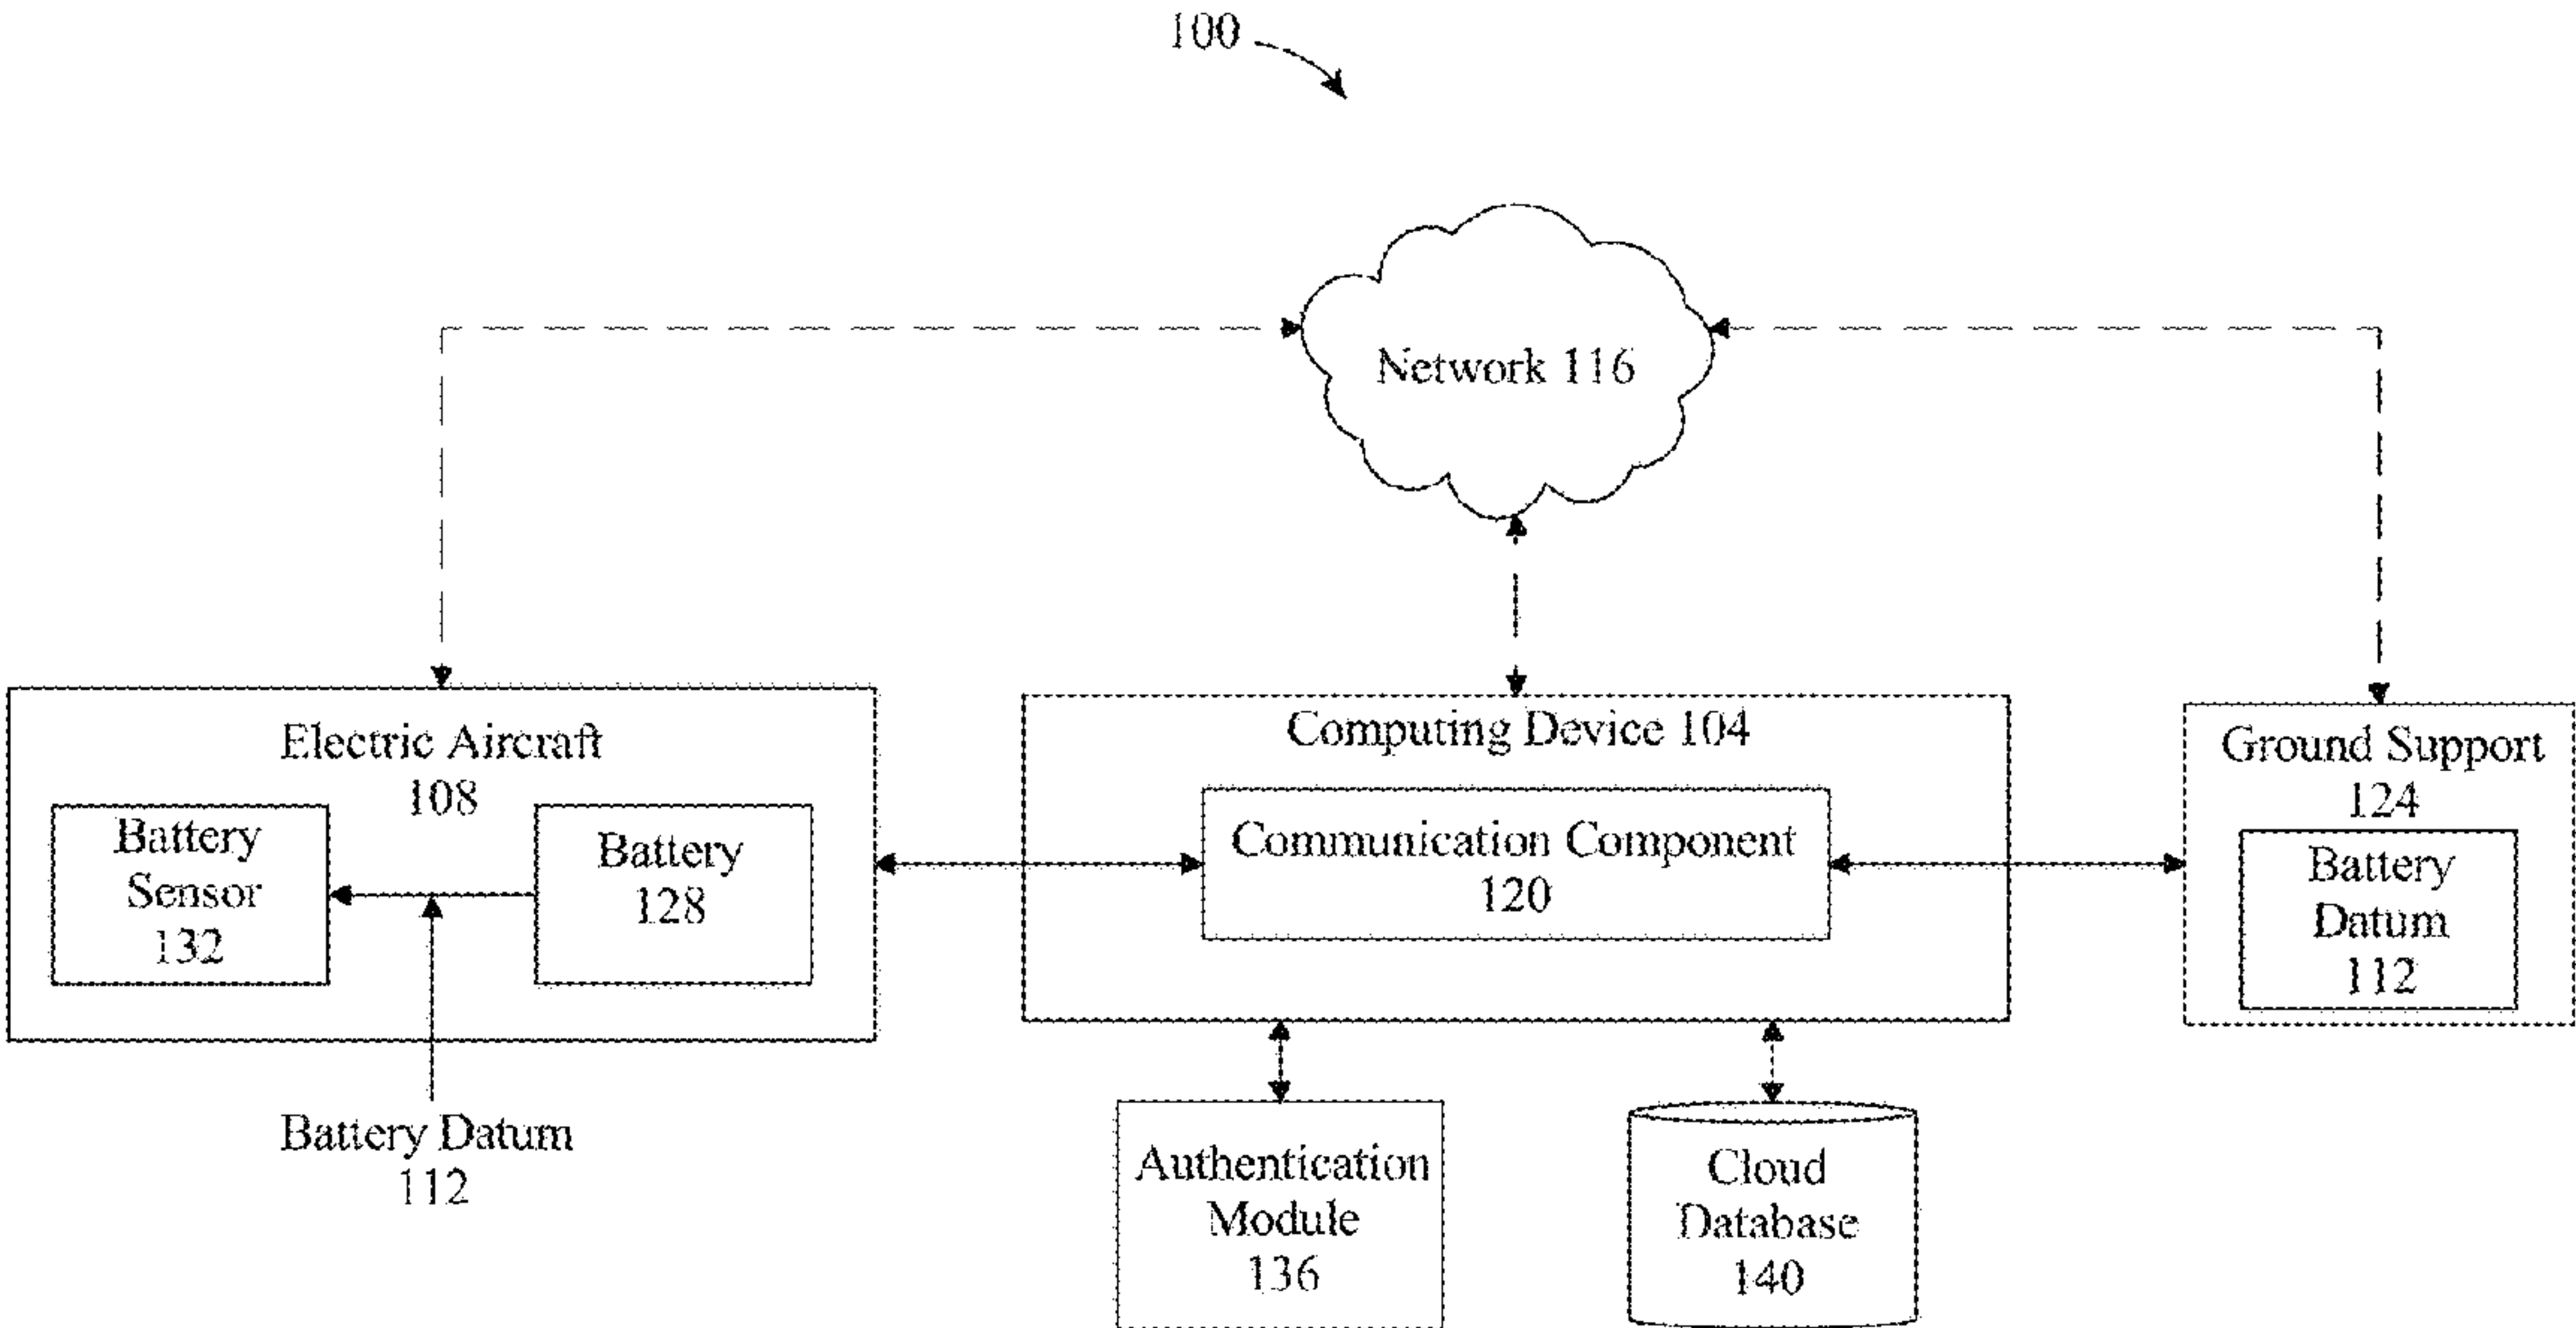 100
Network 116
Electric Aircraft
108
Battery
Sensor
132
Battery
128
Battery Datum
112
Computing Device 104
Communication Component
120
Ground Support
124
Battery
Datum
112
Authentication
Module
136
Cloud
Database
140